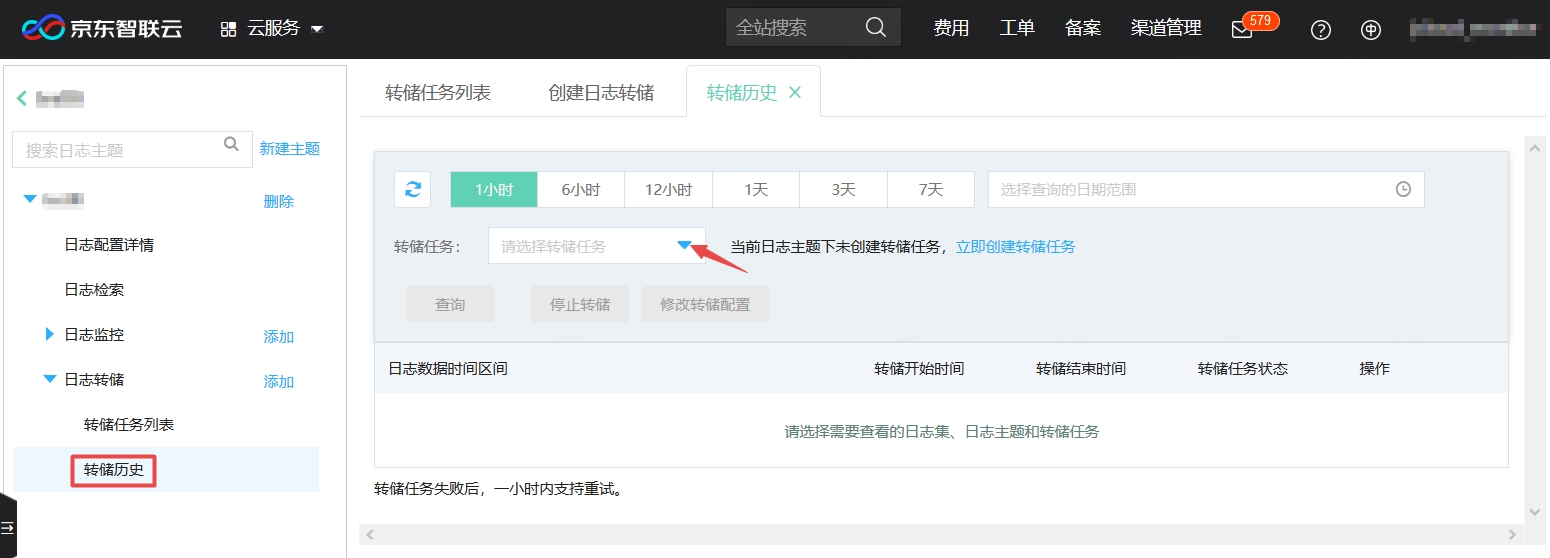 京东智联云 云服务 全站搜索 费用 工单 备案 渠道管理 579
转储任务列表 创建日志转储 转储历史
搜索日志主题 新建主题
删除
日志配置详情
日志检索
日志监控 添加
日志转储 添加
转储任务列表
转储历史
1小时 6小时 12小时 1天 3天 7天 选择查询的日期范围
转储任务： 请选择转储任务 当前日志主题下未创建转储任务，立即创建转储任务
查询 停止转储 修改转储配置
日志数据时间区间 转储开始时间 转储结束时间 转储任务状态 操作
请选择需要查看的日志集、日志主题和转储任务
转储任务失败后，一小时内支持重试。